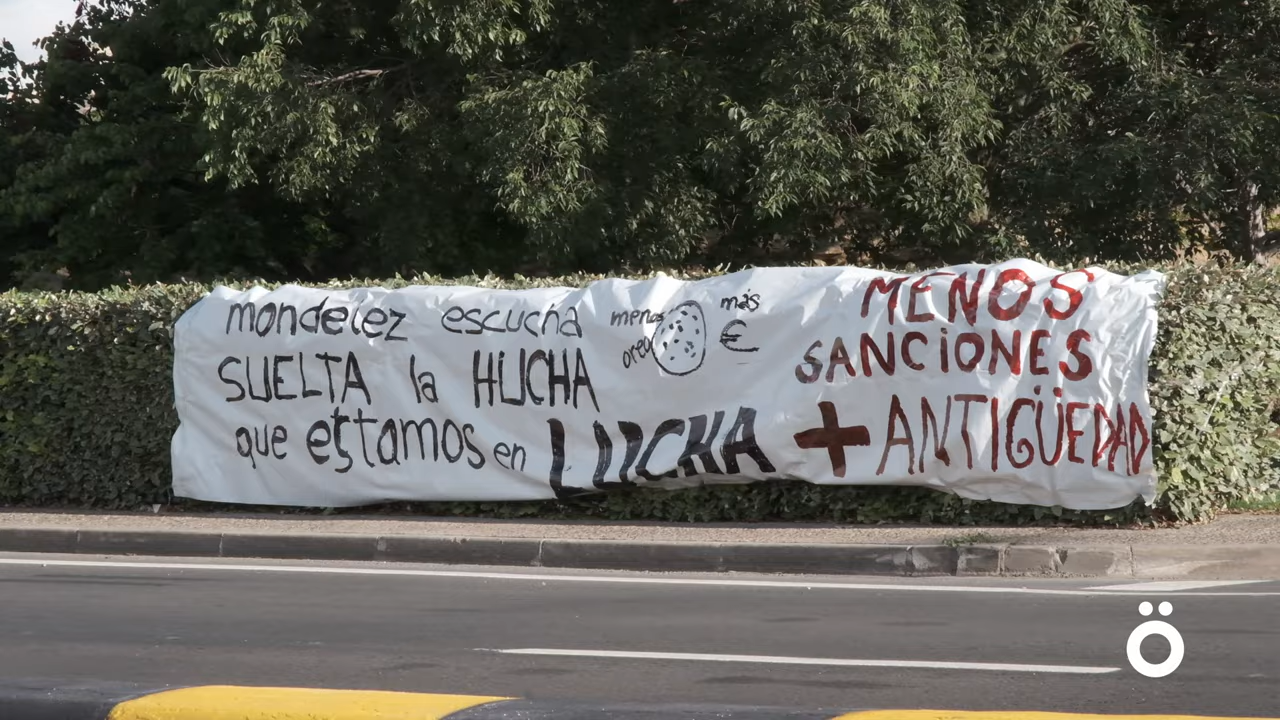 mondelez escucha
SUELTA la HUCHA
que estamos en LUCHA
menos
oreo
más
€
MENOS
SANCIONES
+ ANTIGÜEDAD
ö